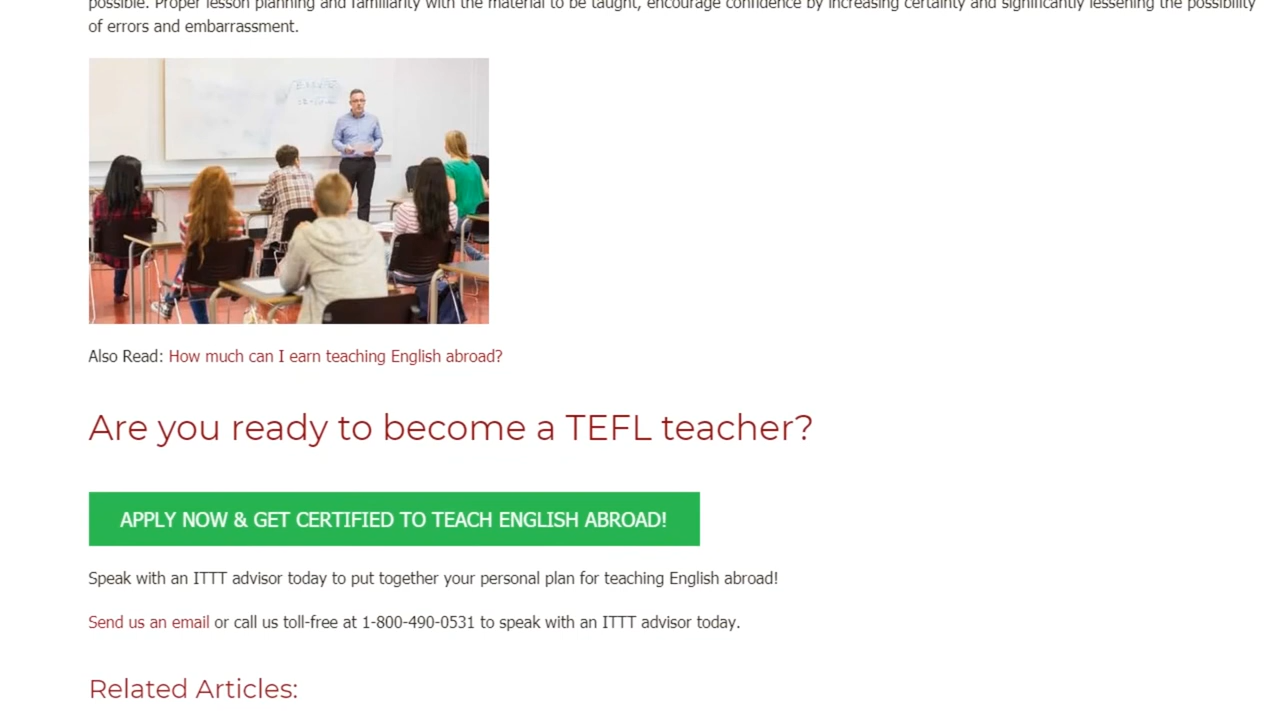 possible. Proper lesson planning and familiarity with the material to be taught, encourage confidence by increasing certainty and significantly lessening the possibility
of errors and embarrassment.
Also Read: How much can I earn teaching English abroad?
Are you ready to become a TEFL teacher?
APPLY NOW & GET CERTIFIED TO TEACH ENGLISH ABROAD!
Speak with an ITTT advisor today to put together your personal plan for teaching English abroad!
Send us an email or call us toll-free at 1-800-490-0531 to speak with an ITTT advisor today.
Related Articles: